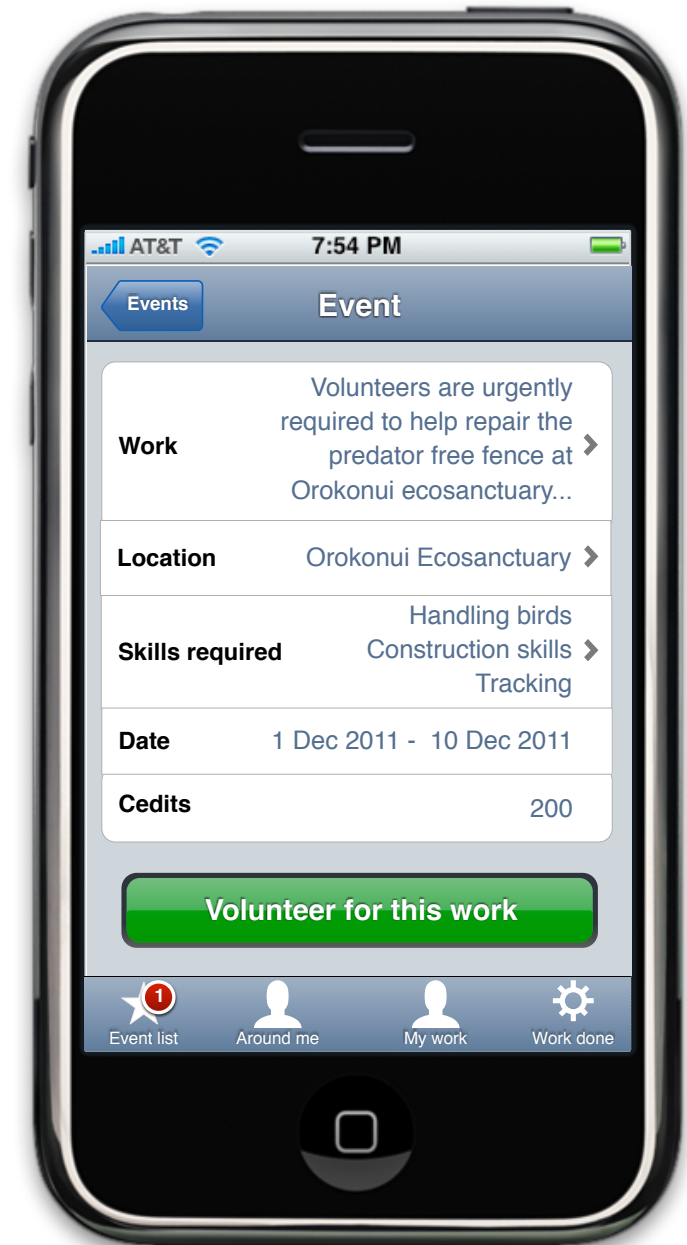 AT&T 7:54 PM
Events Event
Volunteers are urgently
required to help repair the
Work
predator free fence at
Orokonui ecosanctuary...
Location Orokonui Ecosanctuary
Handling birds
Skills required Construction skills
Tracking
Date 1 Dec 2011 - 10 Dec 2011
Cedits 200
Volunteer for this work
1
Event list Around me My work Work done